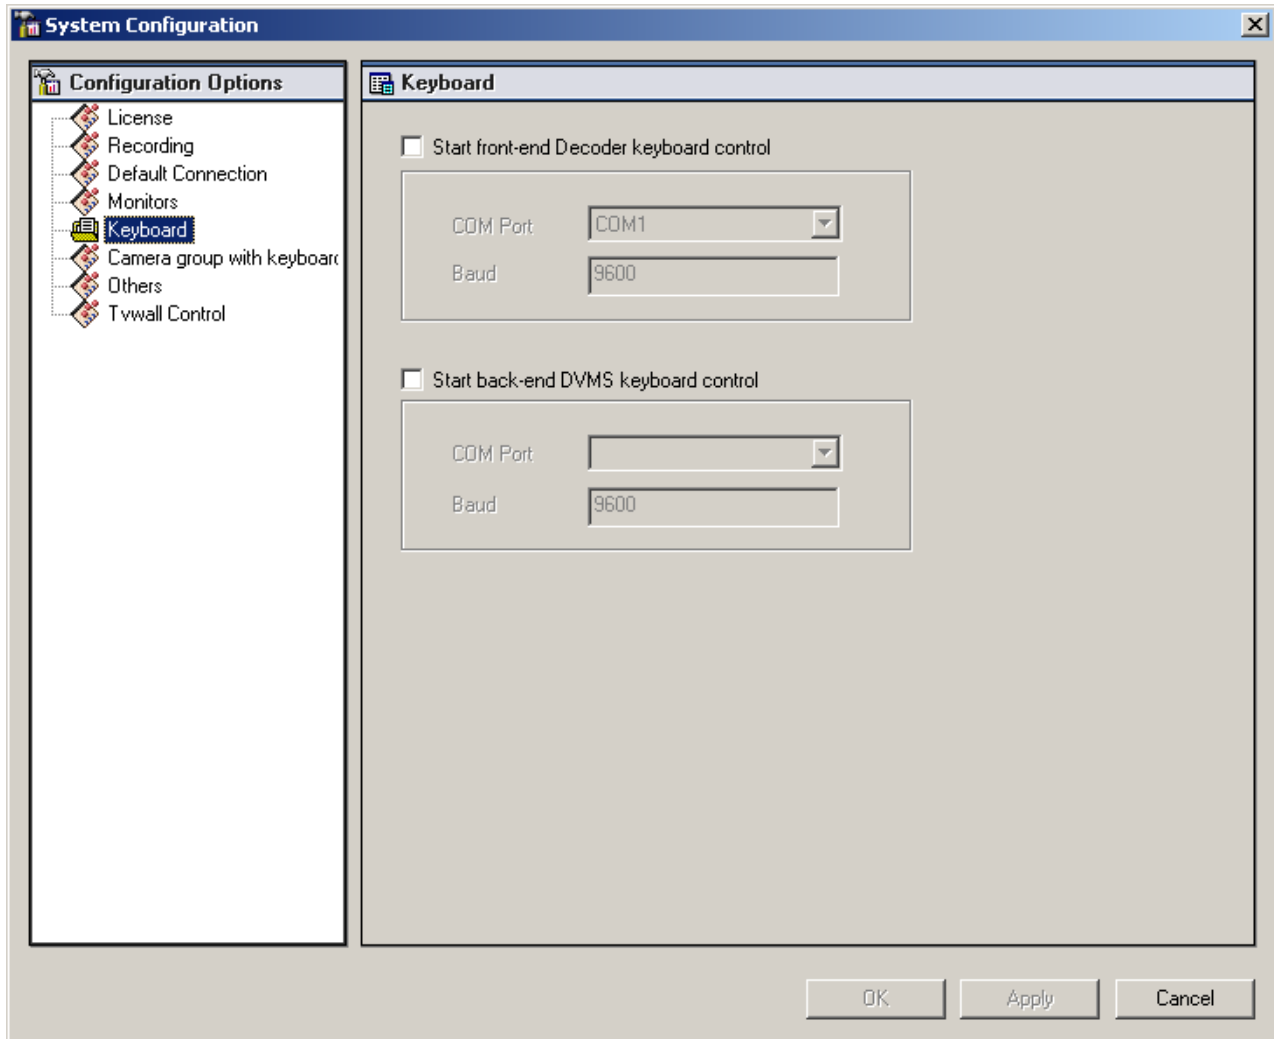 System Configuration
Configuration Options
License
Recording
Default Connection
Monitors
Keyboard
Camera group with keyboard
Others
Tvwall Control
Keyboard
Start front-end Decoder keyboard control
COM Port
COM1
Baud
9600
Start back-end DVMS keyboard control
COM Port
Baud
9600
OK
Apply
Cancel